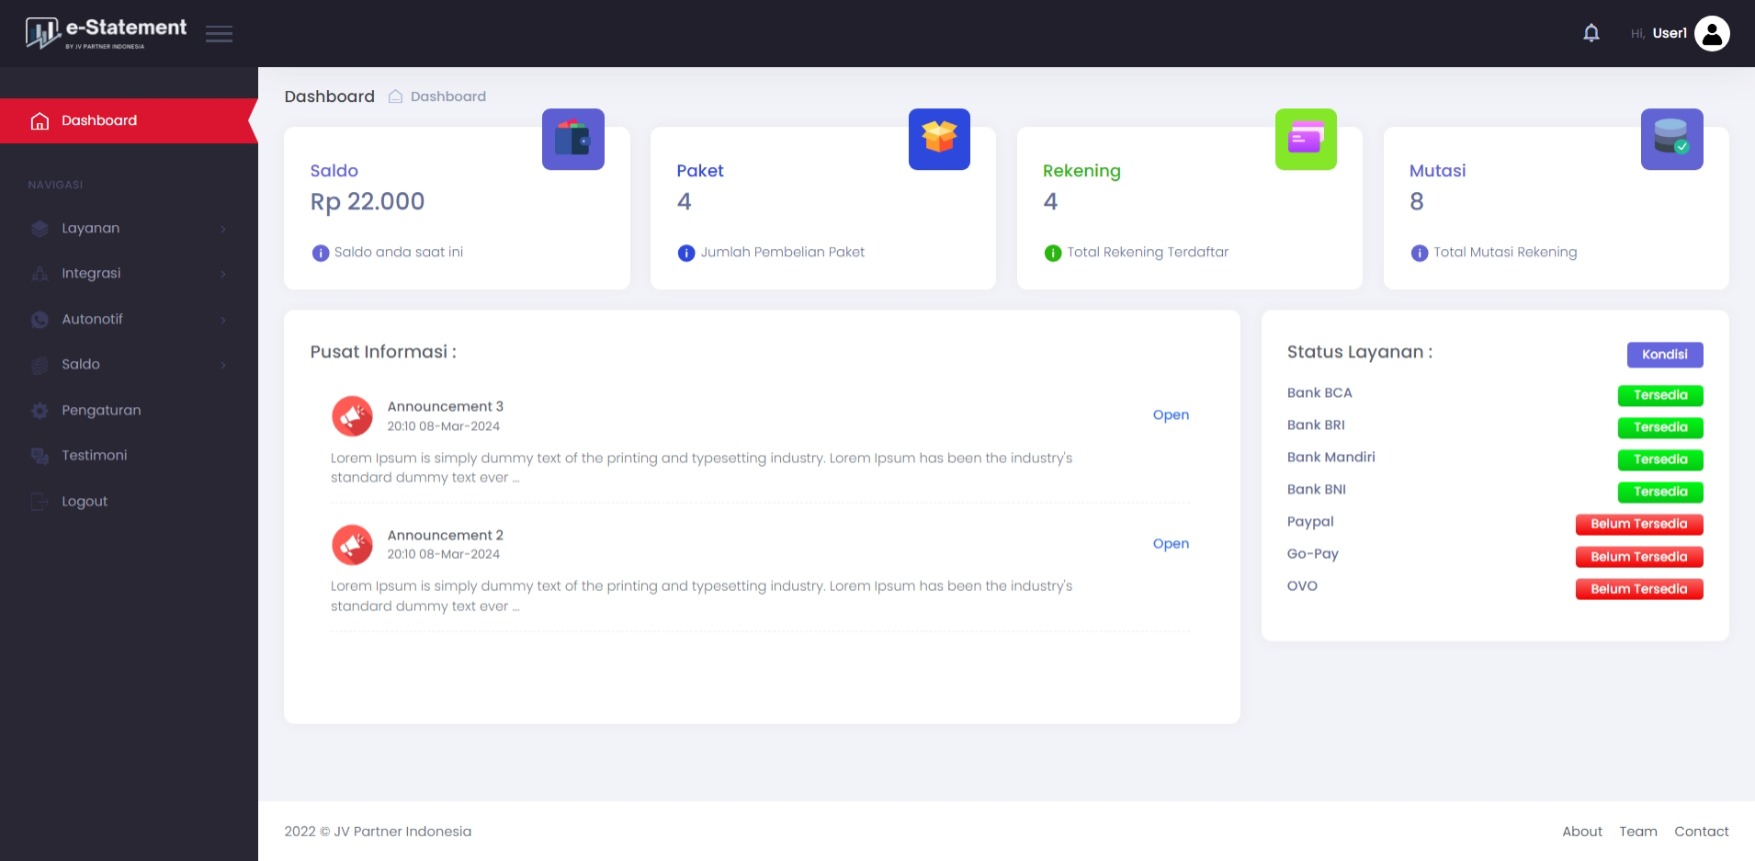 e-Statement
BY JV PARTNER INDONESIA
Hi, User1
Dashboard
NAVIGASI
Layanan
Integrasi
Autonotif
Saldo
Pengaturan
Testimoni
Logout
Dashboard Dashboard
Saldo
Rp 22.000
Saldo anda saat ini
Paket
4
Jumlah Pembelian Paket
Rekening
4
Total Rekening Terdaftar
Mutasi
8
Total Mutasi Rekening
Pusat Informasi :
Announcement 3
20:10 08-Mar-2024
Open
Lorem Ipsum is simply dummy text of the printing and typesetting industry. Lorem Ipsum has been the industry's
standard dummy text ever ...
Announcement 2
20:10 08-Mar-2024
Open
Lorem Ipsum is simply dummy text of the printing and typesetting industry. Lorem Ipsum has been the industry's
standard dummy text ever ...
Status Layanan : Kondisi
Bank BCA Tersedia
Bank BRI Tersedia
Bank Mandiri Tersedia
Bank BNI Tersedia
Paypal Belum Tersedia
Go-Pay Belum Tersedia
OVO Belum Tersedia
2022 © JV Partner Indonesia
About Team Contact